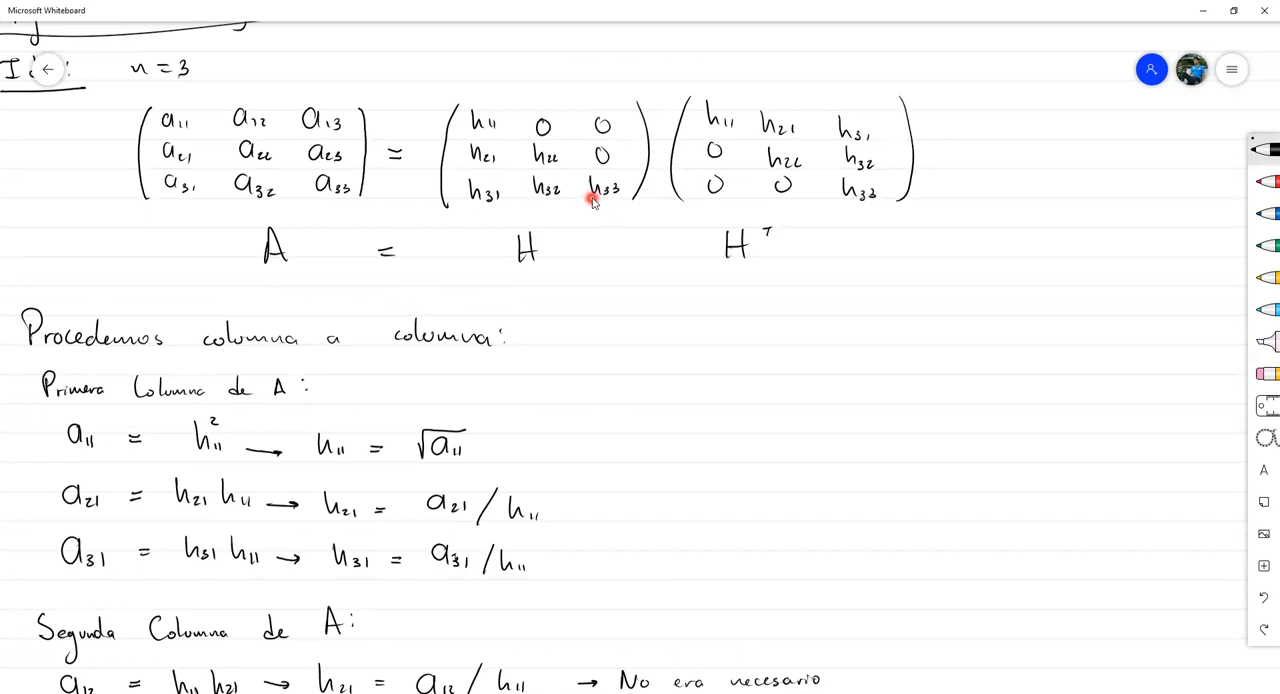 Microsoft Whiteboard
n = 3
a11 a12 a13 h11 0 0 h11 h21 h31
a21 a22 a23 = h21 h22 0 0 h22 h32
a31 a32 a33 h31 h32 h33 0 0 h33
A = H H^T
Procedemos columna a columna:
Primera Columna de A:
a11 = h11^2 → h11 = √a11
a21 = h21 h11 → h21 = a21 / h11
a31 = h31 h11 → h31 = a31 / h11
Segunda Columna de A:
a12 = h11 h21 → h21 = a12 / h11 → No era necesario